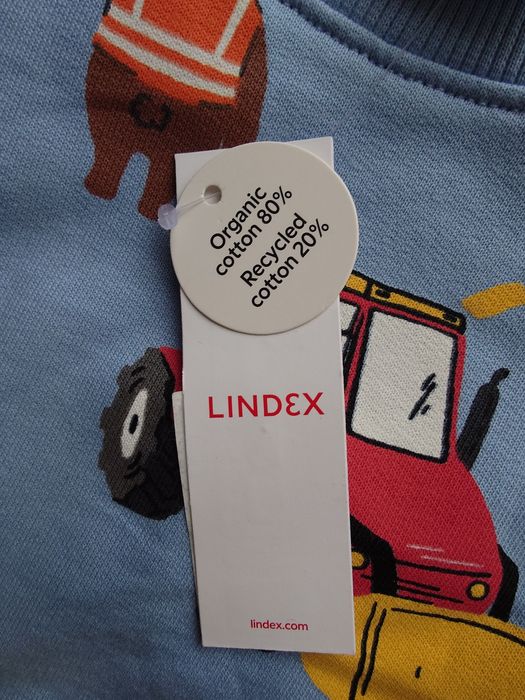 Organic
cotton 80%
Recycled
cotton 20%
LINDEX
lindex.com